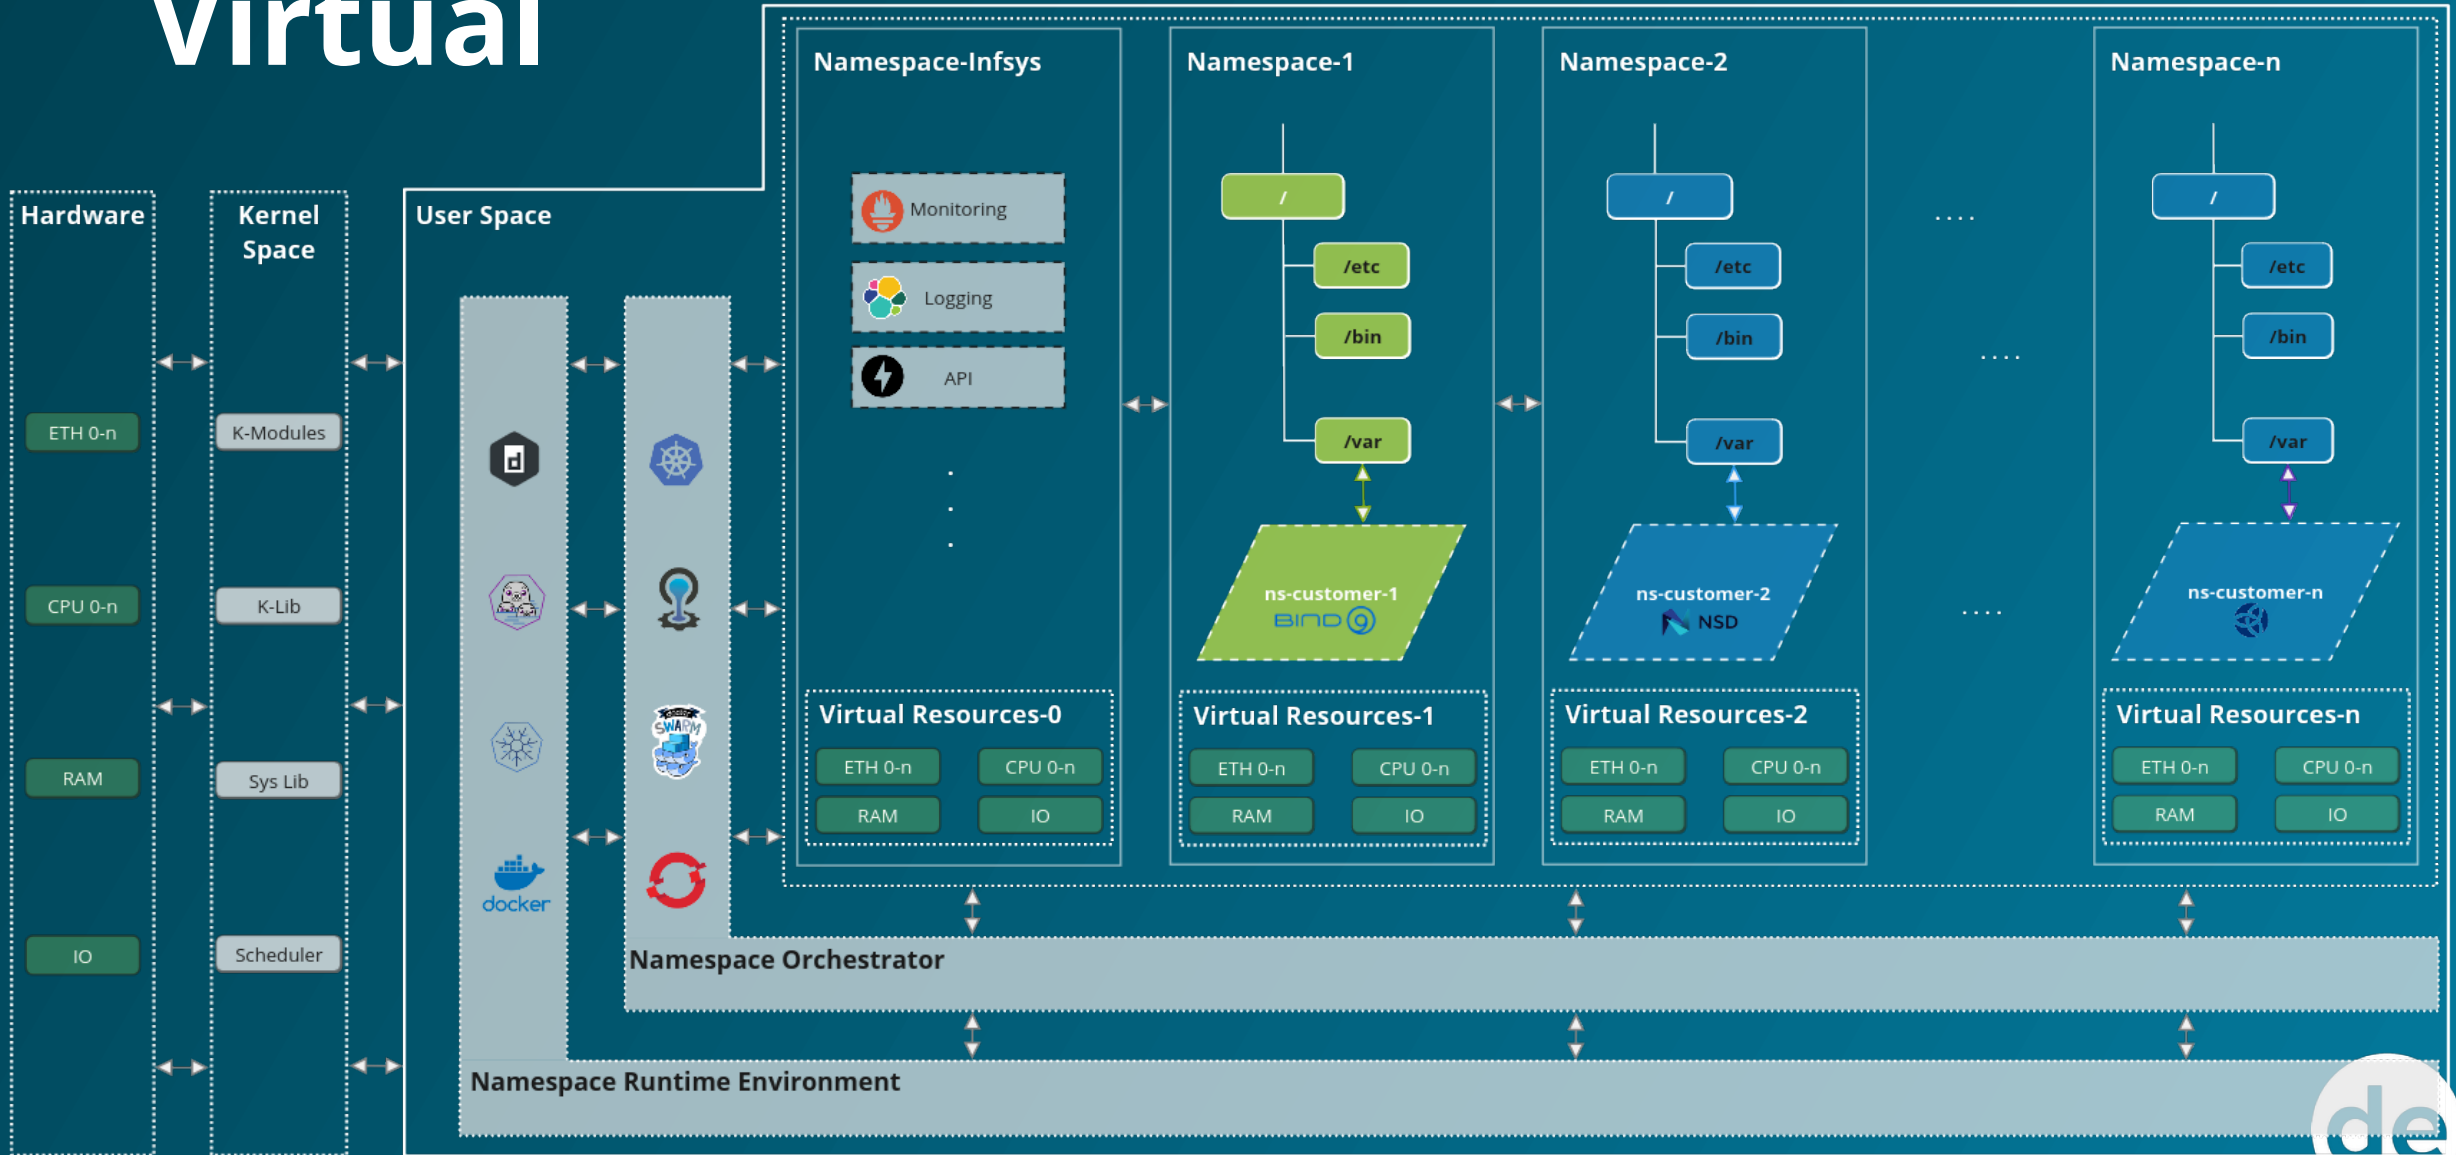 Virtual
Hardware
ETH 0-n
CPU 0-n
RAM
IO
Kernel
Space
K-Modules
K-Lib
Sys Lib
Scheduler
User Space
d
docker
SWARM
Namespace-Infsys
Monitoring
Logging
API
Virtual Resources-0
ETH 0-n
CPU 0-n
RAM
IO
Namespace-1
/
/etc
/bin
/var
ns-customer-1
BIND 9
Virtual Resources-1
ETH 0-n
CPU 0-n
RAM
IO
Namespace-2
/
/etc
/bin
/var
ns-customer-2
NSD
Virtual Resources-2
ETH 0-n
CPU 0-n
RAM
IO
....
....
....
Namespace-n
/
/etc
/bin
/var
ns-customer-n
Virtual Resources-n
ETH 0-n
CPU 0-n
RAM
IO
Namespace Orchestrator
Namespace Runtime Environment
de